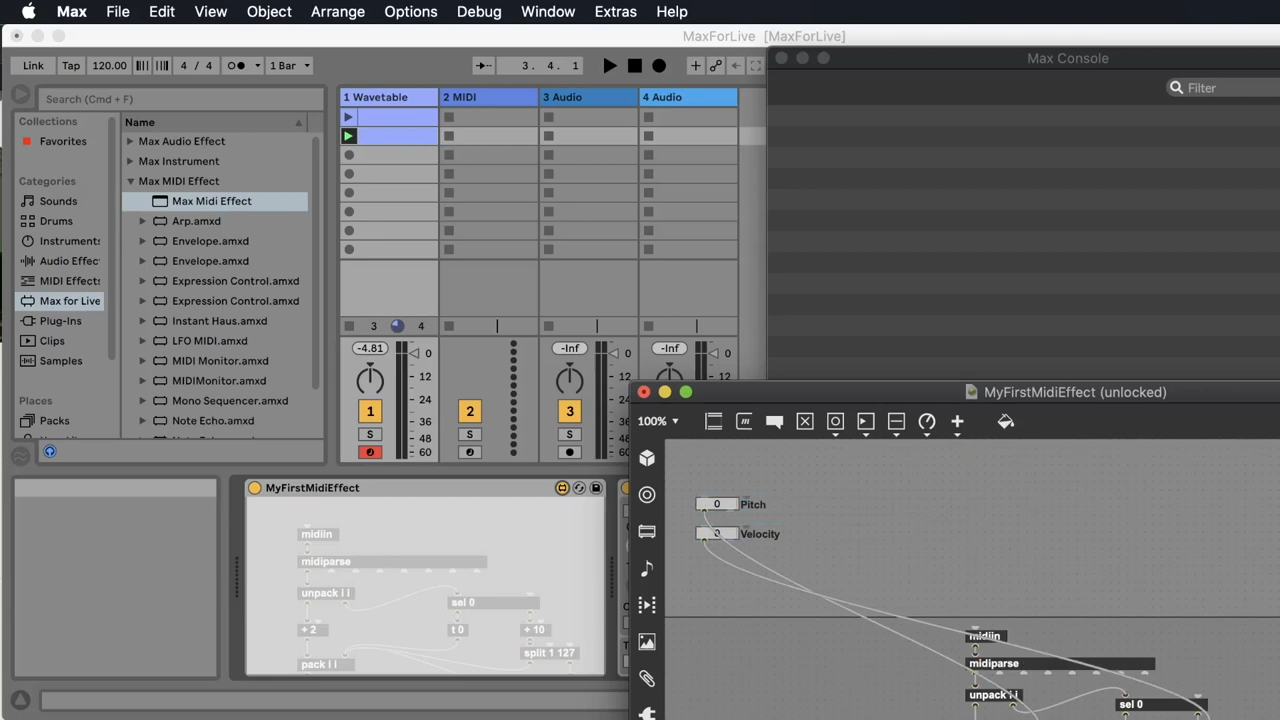 Max File Edit View Object Arrange Options Debug Window Extras Help
MaxForLive [MaxForLive]
Link Tap 120.00 4 / 4 1 Bar 3. 4. 1
Max Console
Filter
Search (Cmd + F)
Collections
Favorites
Categories
Sounds
Drums
Instruments
Audio Effec
MIDI Effects
Max for Live
Plug-Ins
Clips
Samples
Places
Packs
Name
Max Audio Effect
Max Instrument
Max MIDI Effect
Max Midi Effect
Arp.amxd
Envelope.amxd
Envelope.amxd
Expression Control.amxd
Expression Control.amxd
Instant Haus.amxd
LFO MIDI.amxd
MIDI Monitor.amxd
MIDIMonitor.amxd
Mono Sequencer.amxd
Note Echo.amxd
1 Wavetable 2 MIDI 3 Audio 4 Audio
3 4
-4.81 -Inf -Inf
0 0 0
12 12 12
24
36
48
60
24
36
48
60
1 2 3
S S S
MyFirstMidiEffect
midiin
midiparse
unpack i i
sel 0
+ 2
t 0
+ 10
split 1 127
pack i i
MyFirstMidiEffect (unlocked)
100%
0 Pitch
0 Velocity
midiin
midiparse
unpack i i
sel 0